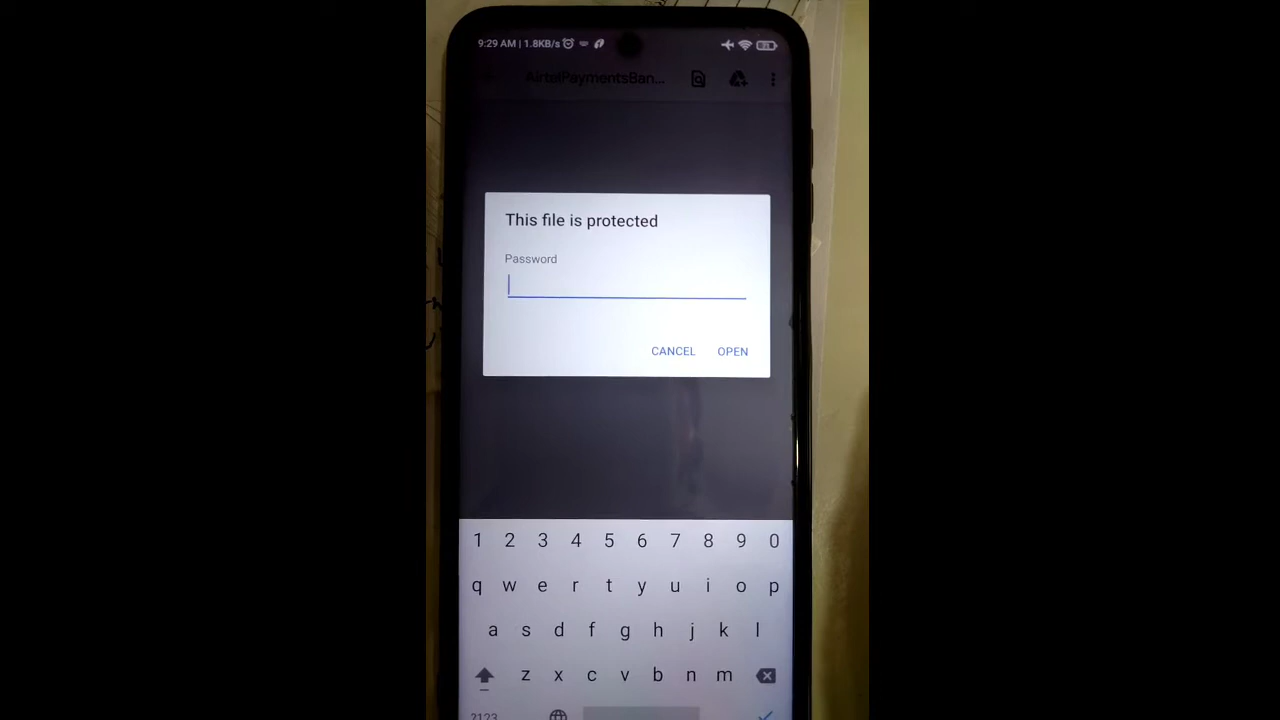 9:29 AM | 1.8KB/s
AirtelPaymentsBan...
This file is protected
Password
CANCEL OPEN
1 2 3 4 5 6 7 8 9 0
q w e r t y u i o p
a s d f g h j k l
z x c v b n m
?123